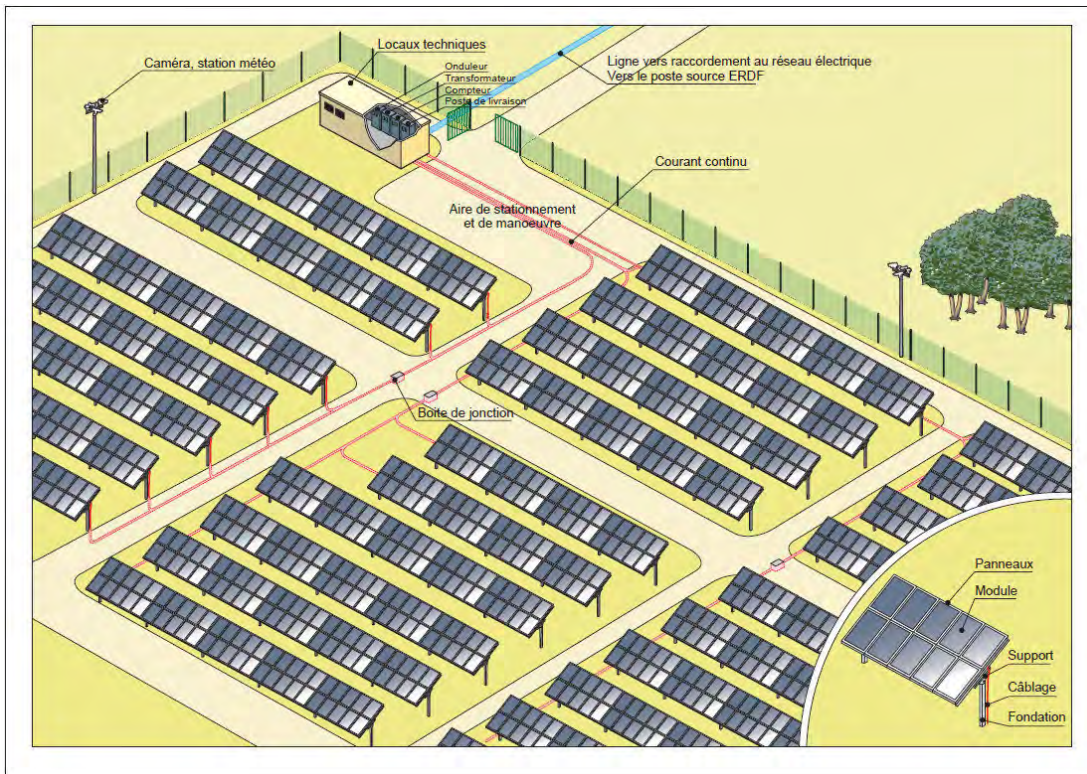 Locaux techniques
Caméra, station météo
Onduleur
Transformateur
Compteur
Poste de livraison
Ligne vers raccordement au réseau électrique
Vers le poste source ERDF
Courant continu
Aire de stationnement
et de manoeuvre
Boite de jonction
Panneaux
Module
Support
Câblage
Fondation